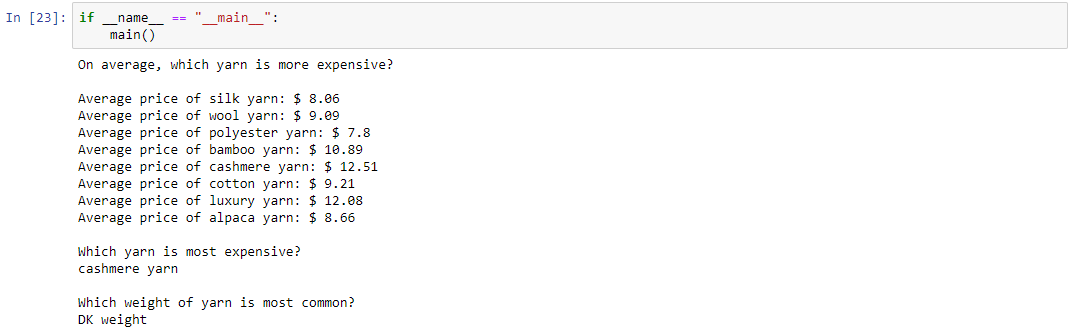 In [23]: if __name__ == "__main__":
main()
On average, which yarn is more expensive?
Average price of silk yarn: $ 8.06
Average price of wool yarn: $ 9.09
Average price of polyester yarn: $ 7.8
Average price of bamboo yarn: $ 10.89
Average price of cashmere yarn: $ 12.51
Average price of cotton yarn: $ 9.21
Average price of luxury yarn: $ 12.08
Average price of alpaca yarn: $ 8.66
Which yarn is most expensive?
cashmere yarn
Which weight of yarn is most common?
DK weight